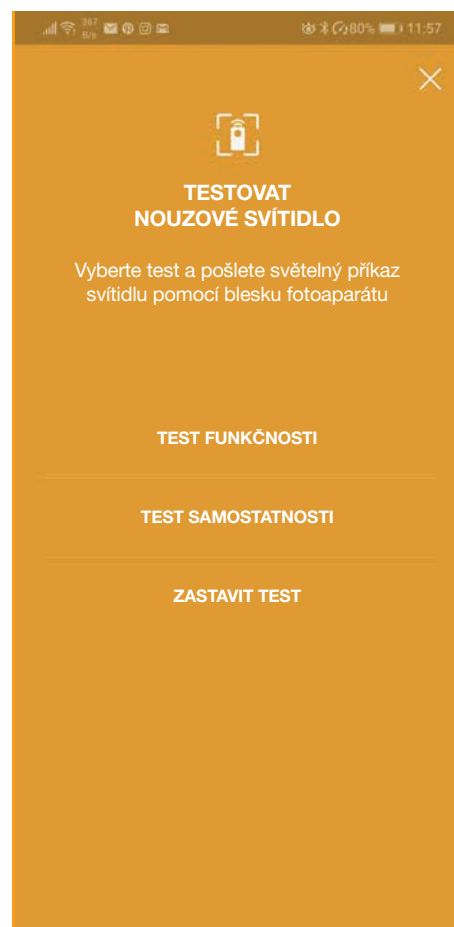 367
B/s
80%
11:57
TESTOVAT
NOUZOVÉ SVÍTIDLO
Vyberte test a pošlete světelný příkaz
svítidlu pomocí blesku fotoaparátu
TEST FUNKČNOSTI
TEST SAMOSTATNOSTI
ZASTAVIT TEST